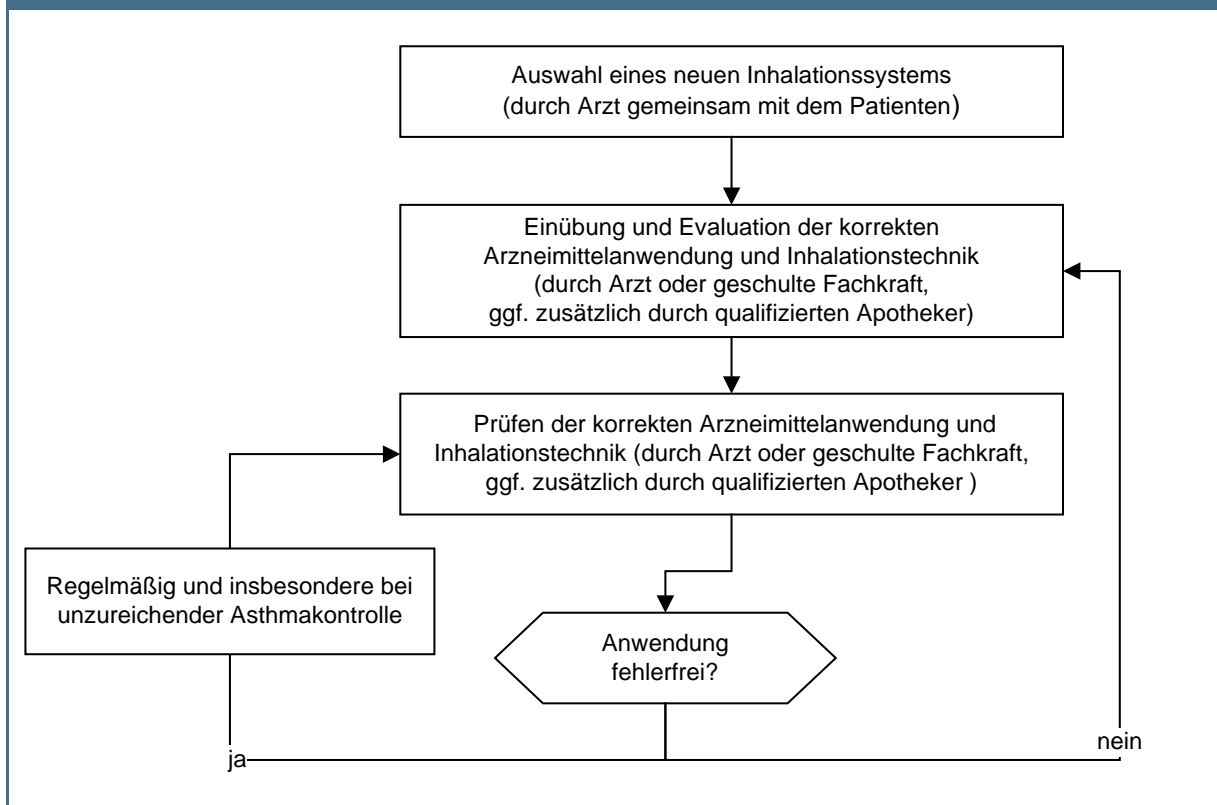 Auswahl eines neuen Inhalationssystems
(durch Arzt gemeinsam mit dem Patienten)
Einübung und Evaluation der korrekten
Arzneimittelanwendung und Inhalationstechnik
(durch Arzt oder geschulte Fachkraft,
ggf. zusätzlich durch qualifizierten Apotheker)
Prüfen der korrekten Arzneimittelanwendung und
Inhalationstechnik (durch Arzt oder geschulte Fachkraft,
ggf. zusätzlich durch qualifizierten Apotheker )
Regelmäßig und insbesondere bei
unzureichender Asthmakontrolle
Anwendung
fehlerfrei?
ja
nein